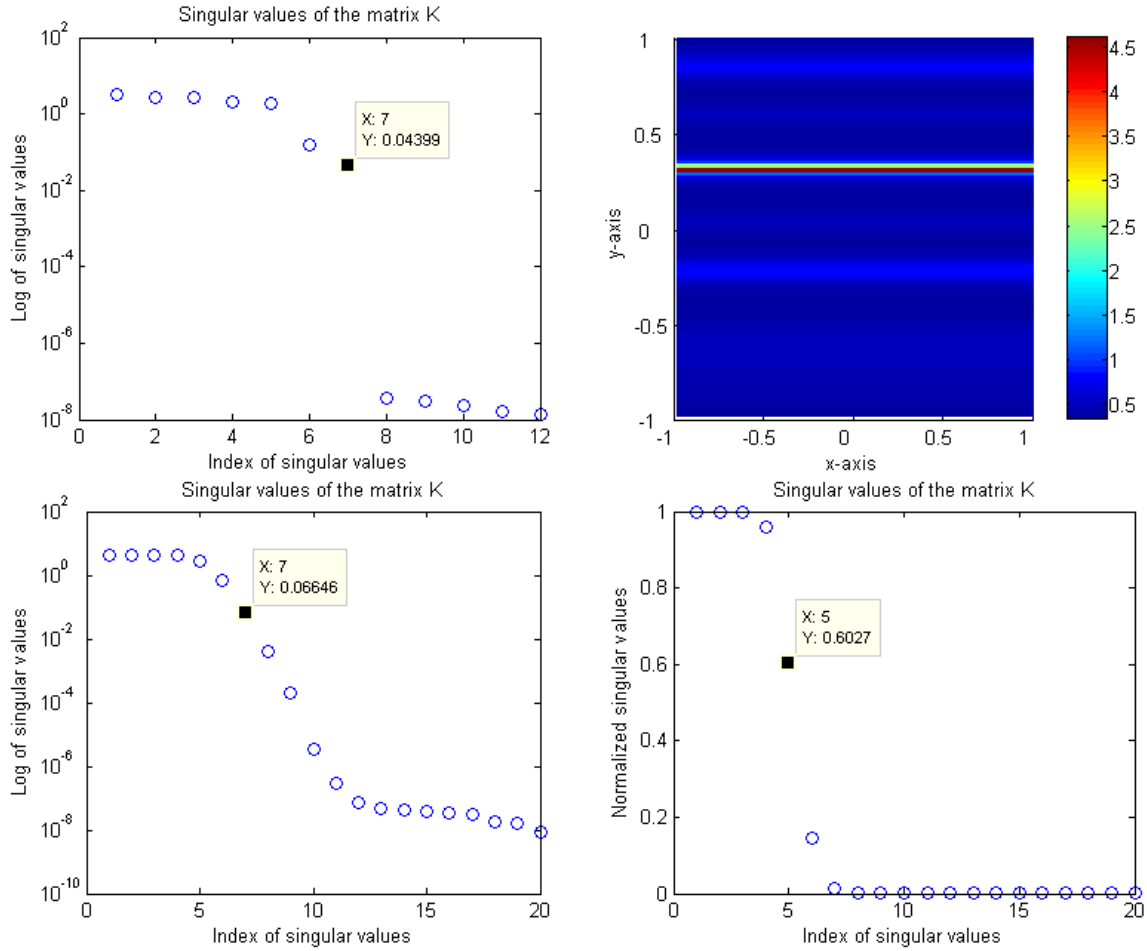 Singular values of the matrix K
10^2
10^0
10^-2
10^-4
10^-6
10^-8
Log of singular values
X: 7
Y: 0.04399
0 2 4 6 8 10 12
Index of singular values
1
0.5
0
-0.5
-1
y-axis
-1 -0.5 0 0.5 1
x-axis
4.5
4
3.5
3
2.5
2
1.5
1
0.5
Singular values of the matrix K
10^2
10^0
10^-2
10^-4
10^-6
10^-8
10^-10
Log of singular values
X: 7
Y: 0.06646
0 5 10 15 20
Index of singular values
Singular values of the matrix K
1
0.8
0.6
0.4
0.2
0
Normalized singular values
X: 5
Y: 0.6027
0 5 10 15 20
Index of singular values